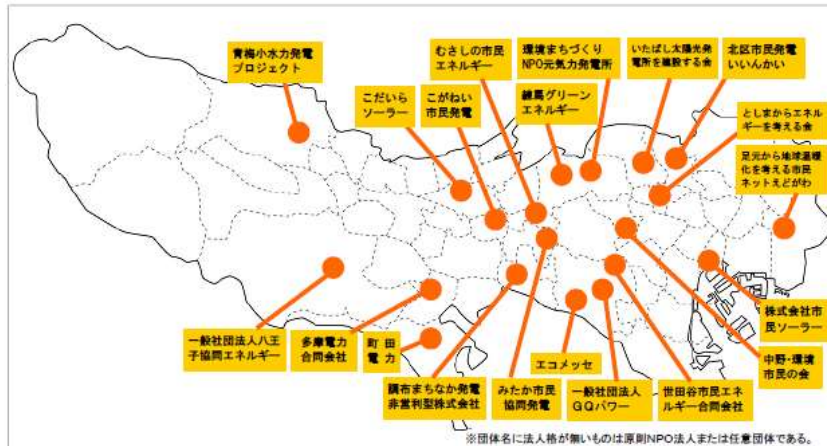 青梅小水力発電
プロジェクト
むさしの市民
エネルギー
環境まちづくり
NPO元気力発電所
いたばし太陽光発
電所を建設する会
北区市民発電
いいんかい
こだいら
ソーラー
こがねい
市民発電
練馬グリーン
エネルギー
としまからエネル
ギーを考える会
足元から地球温暖
化を考える市民
ネットえどがわ
一般社団法人八王
子協同エネルギー
多摩電力
合同会社
町田
電力
調布まちなか発電
非営利型株式会社
みたか市民
協同発電
エコメッセ
一般社団法人
GQパワー
世田谷市民エネ
ルギー合同会社
中野・環境
市民の会
株式会社市
民ソーラー
※団体名に法人格が無いものは原則NPO法人または任意団体である。